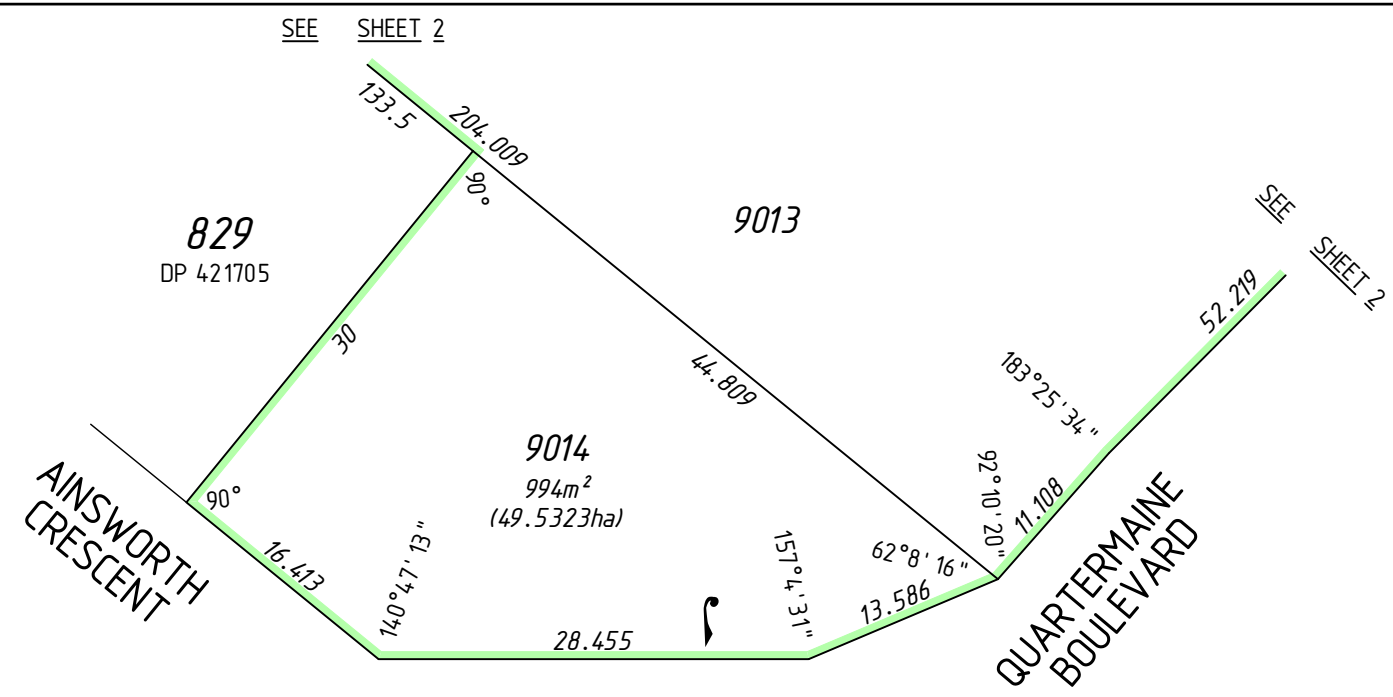 SEE SHEET 2
133.5
204.009
90°
829
DP 421705
9013
SEE
SHEET 2
52.219
30
44.809
183°25'34"
9014
994m²
(49.5323ha)
92°10'20"
11.108
90°
AINSWORTH
CRESCENT
16.413
140°47'13"
157°4'31"
62°8'16"
13.586
28.455
QUARTERMAINE
BOULEVARD